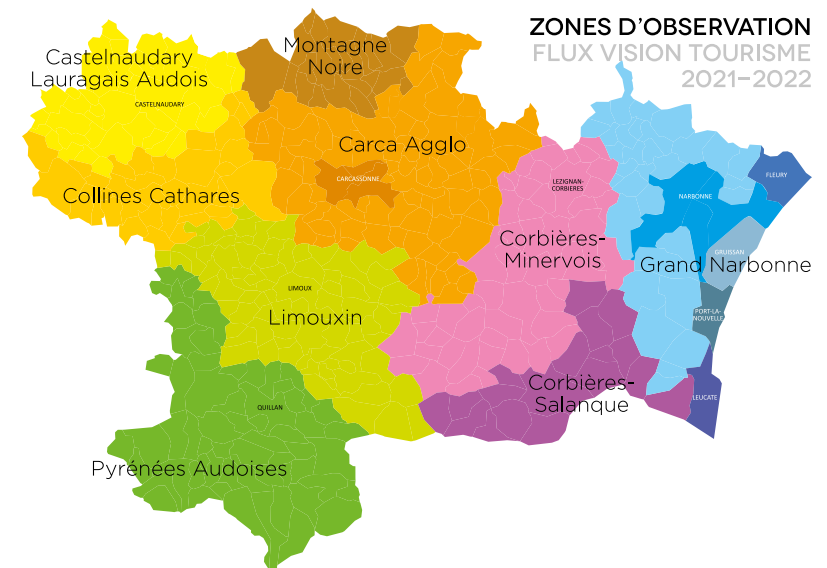 ZONES D'OBSERVATION
FLUX VISION TOURISME
2021–2022
Castelnaudary
Lauragais Audois
CASTELNAUDARY
Montagne
Noire
Carca Agglo
CARCASSONNE
Collines Cathares
LEZIGNAN-
CORBIERES
FLEURY
NARBONNE
Corbières-
Minervois
GRUISSAN
Grand Narbonne
LIMOUX
Limouxin
PORT-LA-
NOUVELLE
Corbières-
Salanque
LEUCATE
QUILLAN
Pyrénées Audoises